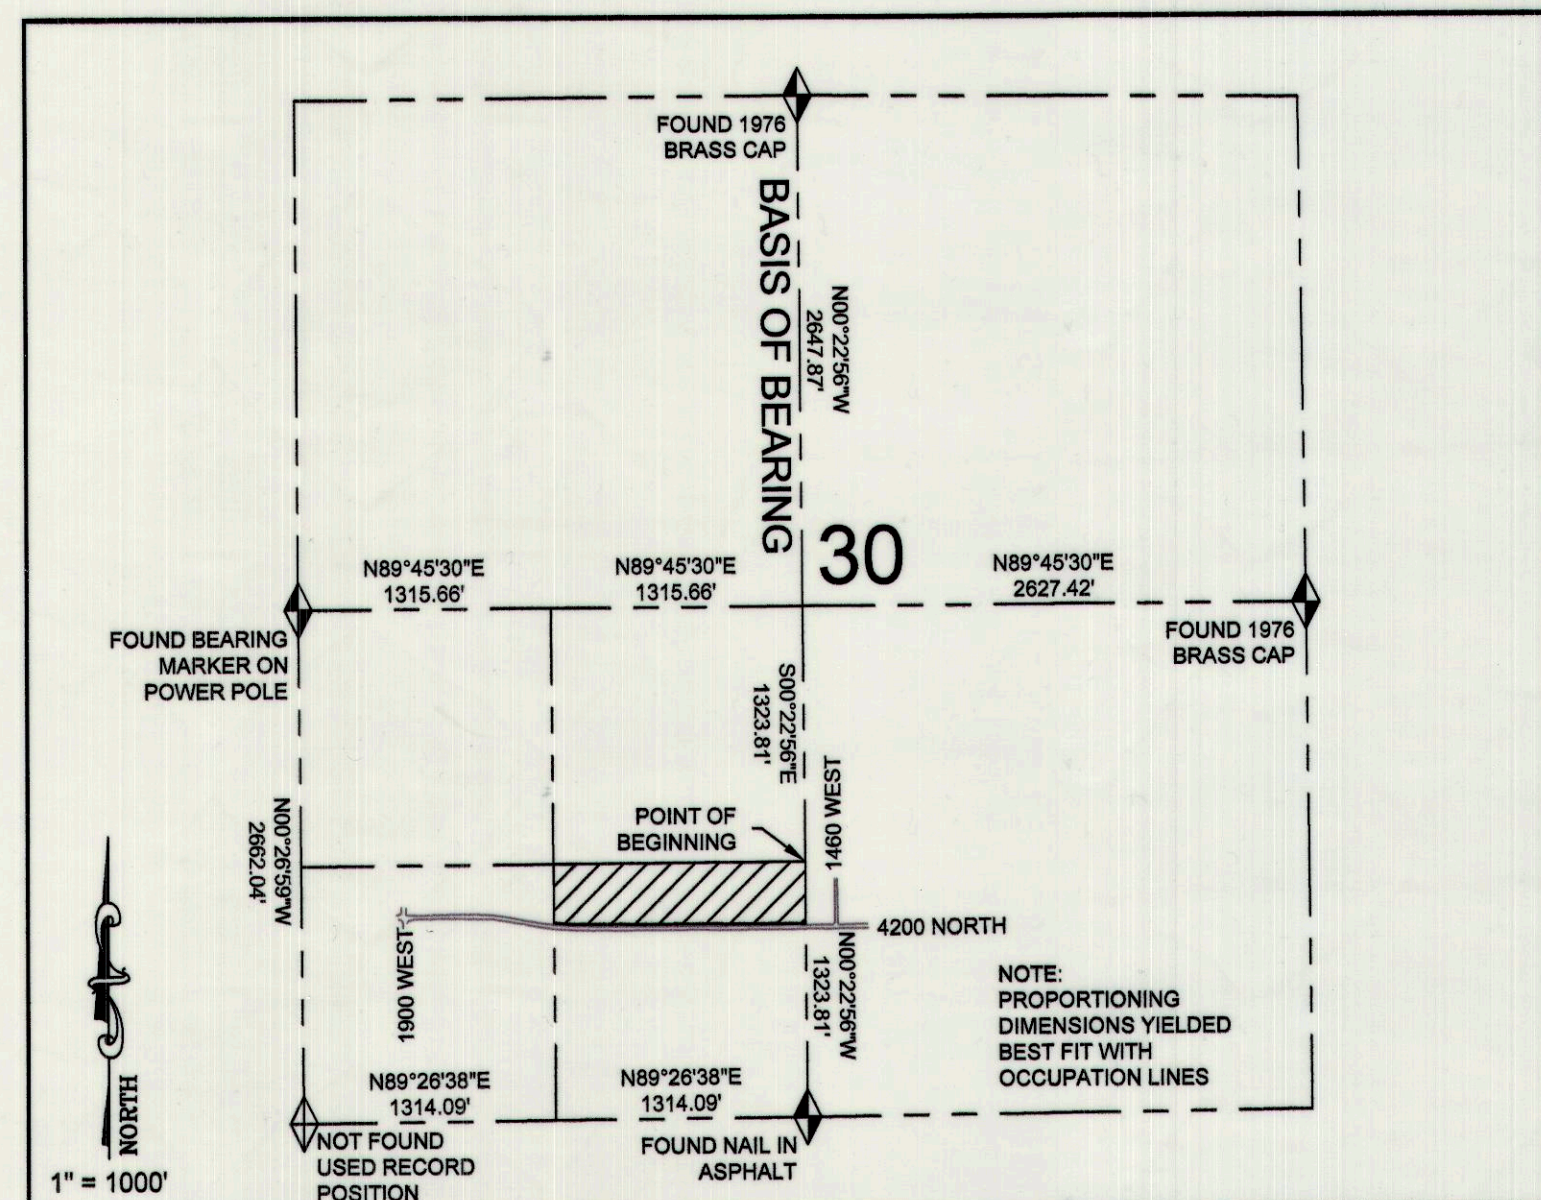 FOUND 1976
BRASS CAP
BASIS OF BEARING
N00°22'56"W
2647.87'
30
N89°45'30"E
1315.66'
N89°45'30"E
1315.66'
N89°45'30"E
2627.42'
FOUND BEARING
MARKER ON
POWER POLE
FOUND 1976
BRASS CAP
S00°22'56"E
1323.81'
1460 WEST
POINT OF
BEGINNING
N00°26'59"W
2662.04'
4200 NORTH
1900 WEST
N00°22'56"W
1323.81'
NOTE:
PROPORTIONING
DIMENSIONS YIELDED
BEST FIT WITH
OCCUPATION LINES
N89°26'38"E
1314.09'
N89°26'38"E
1314.09'
NORTH
1" = 1000'
NOT FOUND
USED RECORD
POSITION
FOUND NAIL IN
ASPHALT